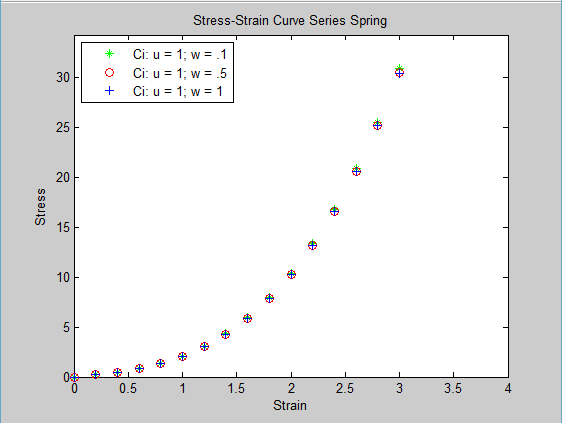 Stress-Strain Curve Series Spring
Ci: u = 1; w = .1
Ci: u = 1; w = .5
Ci: u = 1; w = 1
30
25
20
15
10
5
0
Stress
0 0.5 1 1.5 2 2.5 3 3.5 4
Strain